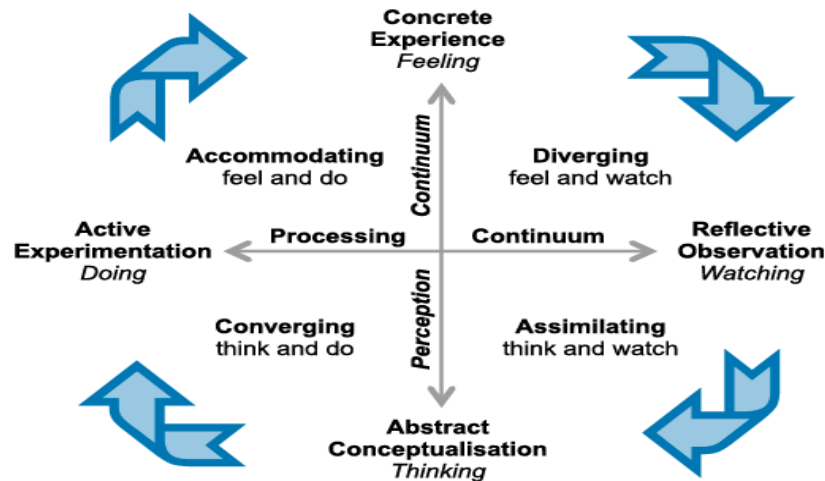 Concrete
Experience
Feeling
Accommodating
feel and do
Continuum
Diverging
feel and watch
Active
Experimentation
Doing
Processing
Continuum
Reflective
Observation
Watching
Converging
think and do
Perception
Assimilating
think and watch
Abstract
Conceptualisation
Thinking